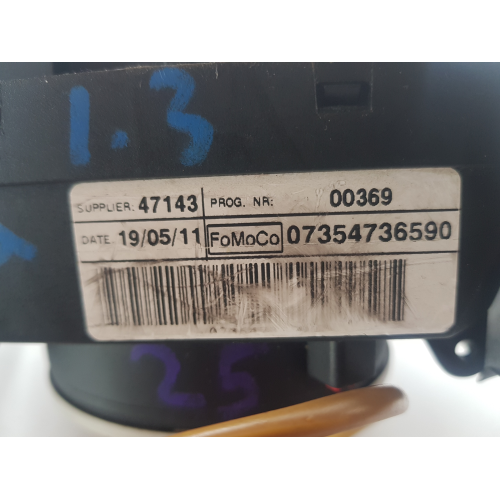 1.3
SUPPLIER: 47143 PROG. NR: 00369
DATE 19/05/11 FoMoCo 07354736590
25